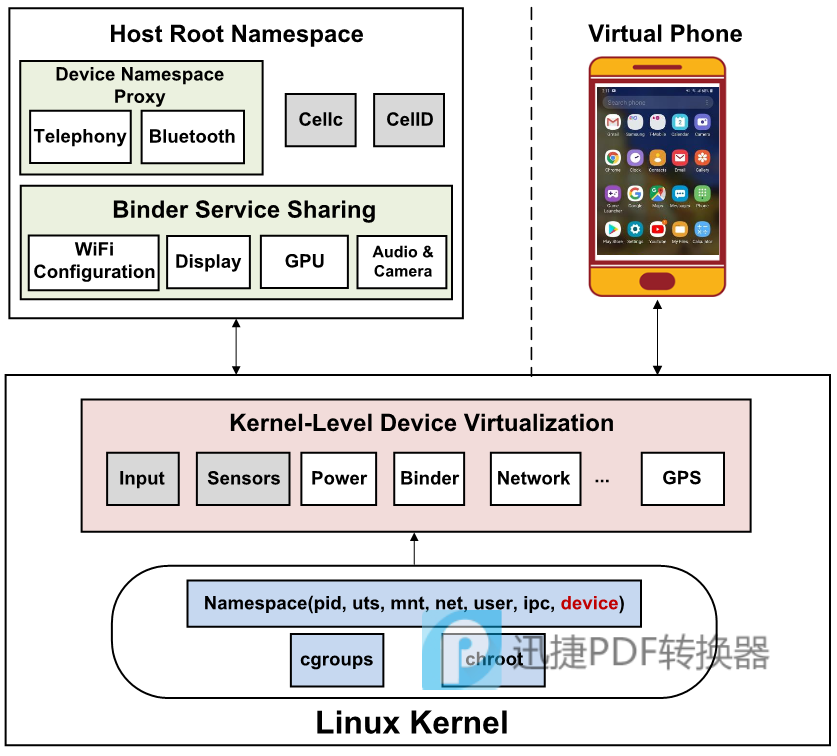 Host Root Namespace
Virtual Phone
Device Namespace
Proxy
Telephony
Bluetooth
Cellc
CellD
Binder Service Sharing
WiFi
Configuration
Display
GPU
Audio &
Camera
Search phone
Gmail
Samsung
T-Mobile
Calendar
Camera
Chrome
Clock
Contacts
Email
Gallery
Game
Launcher
Google
Maps
Messages
Phone
Play Store
Settings
YouTube
My Files
Calculator
Kernel-Level Device Virtualization
Input
Sensors
Power
Binder
Network
...
GPS
Namespace(pid, uts, mnt, net, user, ipc, device)
cgroups
chroot
迅捷PDF转换器
Linux Kernel